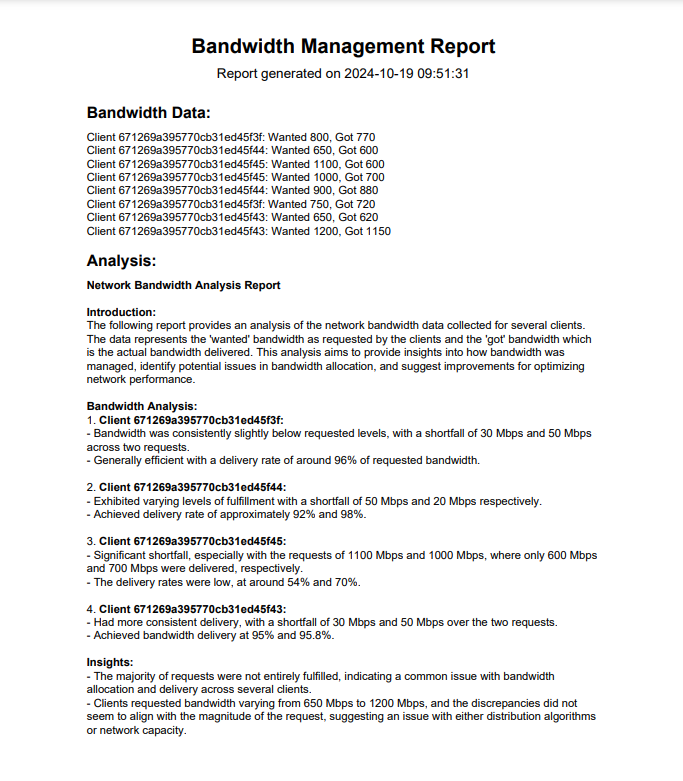 Bandwidth Management Report
Report generated on 2024-10-19 09:51:31
Bandwidth Data:
Client 671269a395770cb31ed45f3f: Wanted 800, Got 770
Client 671269a395770cb31ed45f44: Wanted 650, Got 600
Client 671269a395770cb31ed45f45: Wanted 1100, Got 600
Client 671269a395770cb31ed45f45: Wanted 1000, Got 700
Client 671269a395770cb31ed45f44: Wanted 900, Got 880
Client 671269a395770cb31ed45f3f: Wanted 750, Got 720
Client 671269a395770cb31ed45f43: Wanted 650, Got 620
Client 671269a395770cb31ed45f43: Wanted 1200, Got 1150
Analysis:
Network Bandwidth Analysis Report
Introduction:
The following report provides an analysis of the network bandwidth data collected for several clients.
The data represents the 'wanted' bandwidth as requested by the clients and the 'got' bandwidth which
is the actual bandwidth delivered. This analysis aims to provide insights into how bandwidth was
managed, identify potential issues in bandwidth allocation, and suggest improvements for optimizing
network performance.
Bandwidth Analysis:
1. Client 671269a395770cb31ed45f3f:
- Bandwidth was consistently slightly below requested levels, with a shortfall of 30 Mbps and 50 Mbps
across two requests.
- Generally efficient with a delivery rate of around 96% of requested bandwidth.
2. Client 671269a395770cb31ed45f44:
- Exhibited varying levels of fulfillment with a shortfall of 50 Mbps and 20 Mbps respectively.
- Achieved delivery rate of approximately 92% and 98%.
3. Client 671269a395770cb31ed45f45:
- Significant shortfall, especially with the requests of 1100 Mbps and 1000 Mbps, where only 600 Mbps
and 700 Mbps were delivered, respectively.
- The delivery rates were low, at around 54% and 70%.
4. Client 671269a395770cb31ed45f43:
- Had more consistent delivery, with a shortfall of 30 Mbps and 50 Mbps over the two requests.
- Achieved bandwidth delivery at 95% and 95.8%.
Insights:
- The majority of requests were not entirely fulfilled, indicating a common issue with bandwidth
allocation and delivery across several clients.
- Clients requested bandwidth varying from 650 Mbps to 1200 Mbps, and the discrepancies did not
seem to align with the magnitude of the request, suggesting an issue with either distribution algorithms
or network capacity.